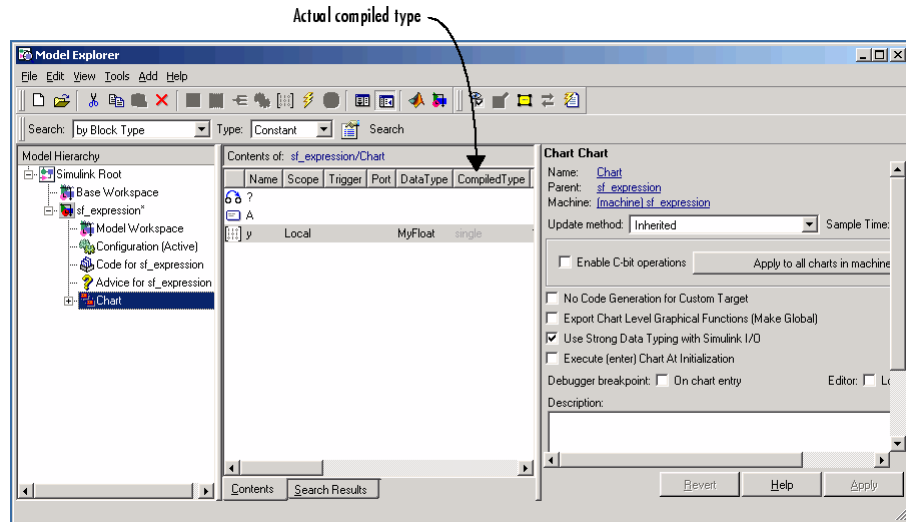 Actual compiled type
Model Explorer
File Edit View Tools Add Help
Search: by Block Type Type: Constant Search
Model Hierarchy
Simulink Root
Base Workspace
sf_expression*
Model Workspace
Configuration (Active)
Code for sf_expression
Advice for sf_expression
Chart
Contents of: sf_expression/Chart
Name Scope Trigger Port DataType CompiledType
?
A
y Local MyFloat single
Contents Search Results
Chart Chart
Name: Chart
Parent: sf_expression
Machine: (machine) sf_expression
Update method: Inherited Sample Time:
Enable C-bit operations Apply to all charts in machine
No Code Generation for Custom Target
Export Chart Level Graphical Functions (Make Global)
Use Strong Data Typing with Simulink I/O
Execute (enter) Chart At Initialization
Debugger breakpoint: On chart entry Editor:
Description:
Revert Help Apply